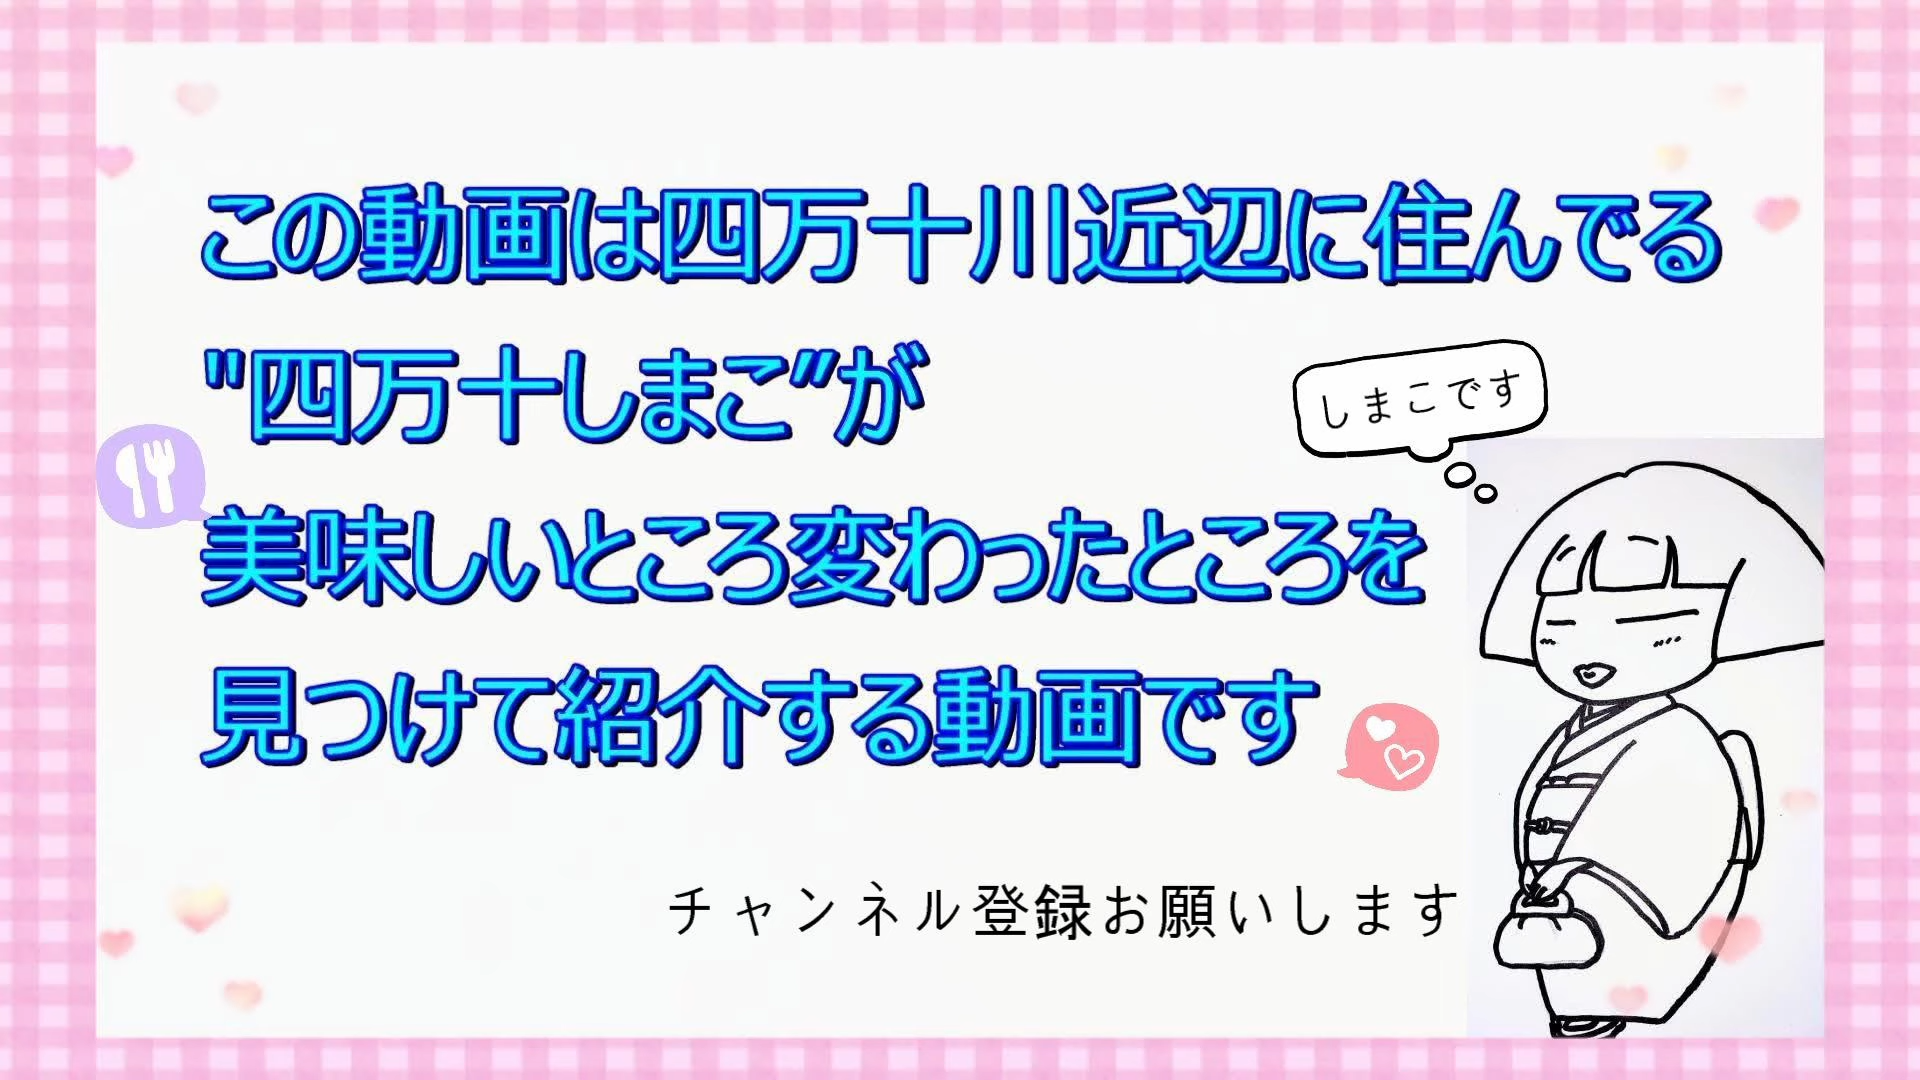 この動画は四万十川近辺に住んでる
"四万十しまこ”が
しまこです
美味しいところ変わったところを
見つけて紹介する動画です
チャンネル登録お願いします